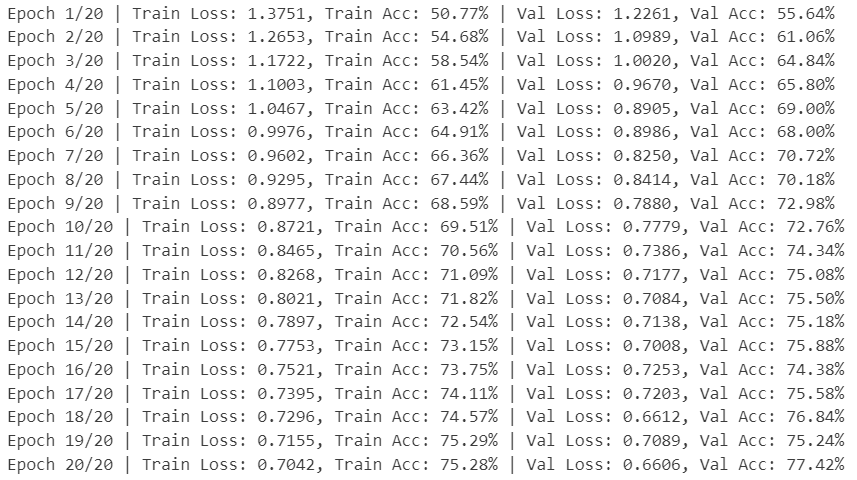 Epoch 1/20 | Train Loss: 1.3751, Train Acc: 50.77% | Val Loss: 1.2261, Val Acc: 55.64%
Epoch 2/20 | Train Loss: 1.2653, Train Acc: 54.68% | Val Loss: 1.0989, Val Acc: 61.06%
Epoch 3/20 | Train Loss: 1.1722, Train Acc: 58.54% | Val Loss: 1.0020, Val Acc: 64.84%
Epoch 4/20 | Train Loss: 1.1003, Train Acc: 61.45% | Val Loss: 0.9670, Val Acc: 65.80%
Epoch 5/20 | Train Loss: 1.0467, Train Acc: 63.42% | Val Loss: 0.8905, Val Acc: 69.00%
Epoch 6/20 | Train Loss: 0.9976, Train Acc: 64.91% | Val Loss: 0.8986, Val Acc: 68.00%
Epoch 7/20 | Train Loss: 0.9602, Train Acc: 66.36% | Val Loss: 0.8250, Val Acc: 70.72%
Epoch 8/20 | Train Loss: 0.9295, Train Acc: 67.44% | Val Loss: 0.8414, Val Acc: 70.18%
Epoch 9/20 | Train Loss: 0.8977, Train Acc: 68.59% | Val Loss: 0.7880, Val Acc: 72.98%
Epoch 10/20 | Train Loss: 0.8721, Train Acc: 69.51% | Val Loss: 0.7779, Val Acc: 72.76%
Epoch 11/20 | Train Loss: 0.8465, Train Acc: 70.56% | Val Loss: 0.7386, Val Acc: 74.34%
Epoch 12/20 | Train Loss: 0.8268, Train Acc: 71.09% | Val Loss: 0.7177, Val Acc: 75.08%
Epoch 13/20 | Train Loss: 0.8021, Train Acc: 71.82% | Val Loss: 0.7084, Val Acc: 75.50%
Epoch 14/20 | Train Loss: 0.7897, Train Acc: 72.54% | Val Loss: 0.7138, Val Acc: 75.18%
Epoch 15/20 | Train Loss: 0.7753, Train Acc: 73.15% | Val Loss: 0.7008, Val Acc: 75.88%
Epoch 16/20 | Train Loss: 0.7521, Train Acc: 73.75% | Val Loss: 0.7253, Val Acc: 74.38%
Epoch 17/20 | Train Loss: 0.7395, Train Acc: 74.11% | Val Loss: 0.7203, Val Acc: 75.58%
Epoch 18/20 | Train Loss: 0.7296, Train Acc: 74.57% | Val Loss: 0.6612, Val Acc: 76.84%
Epoch 19/20 | Train Loss: 0.7155, Train Acc: 75.29% | Val Loss: 0.7089, Val Acc: 75.24%
Epoch 20/20 | Train Loss: 0.7042, Train Acc: 75.28% | Val Loss: 0.6606, Val Acc: 77.42%